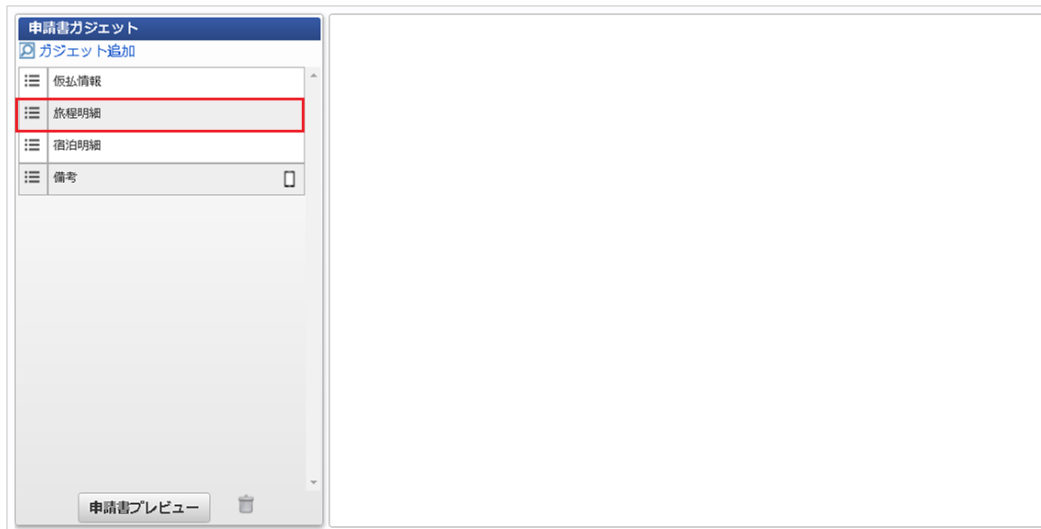 申請書ガジェット
ガジェット追加
仮払情報
旅程明細
宿泊明細
備考
申請書プレビュー